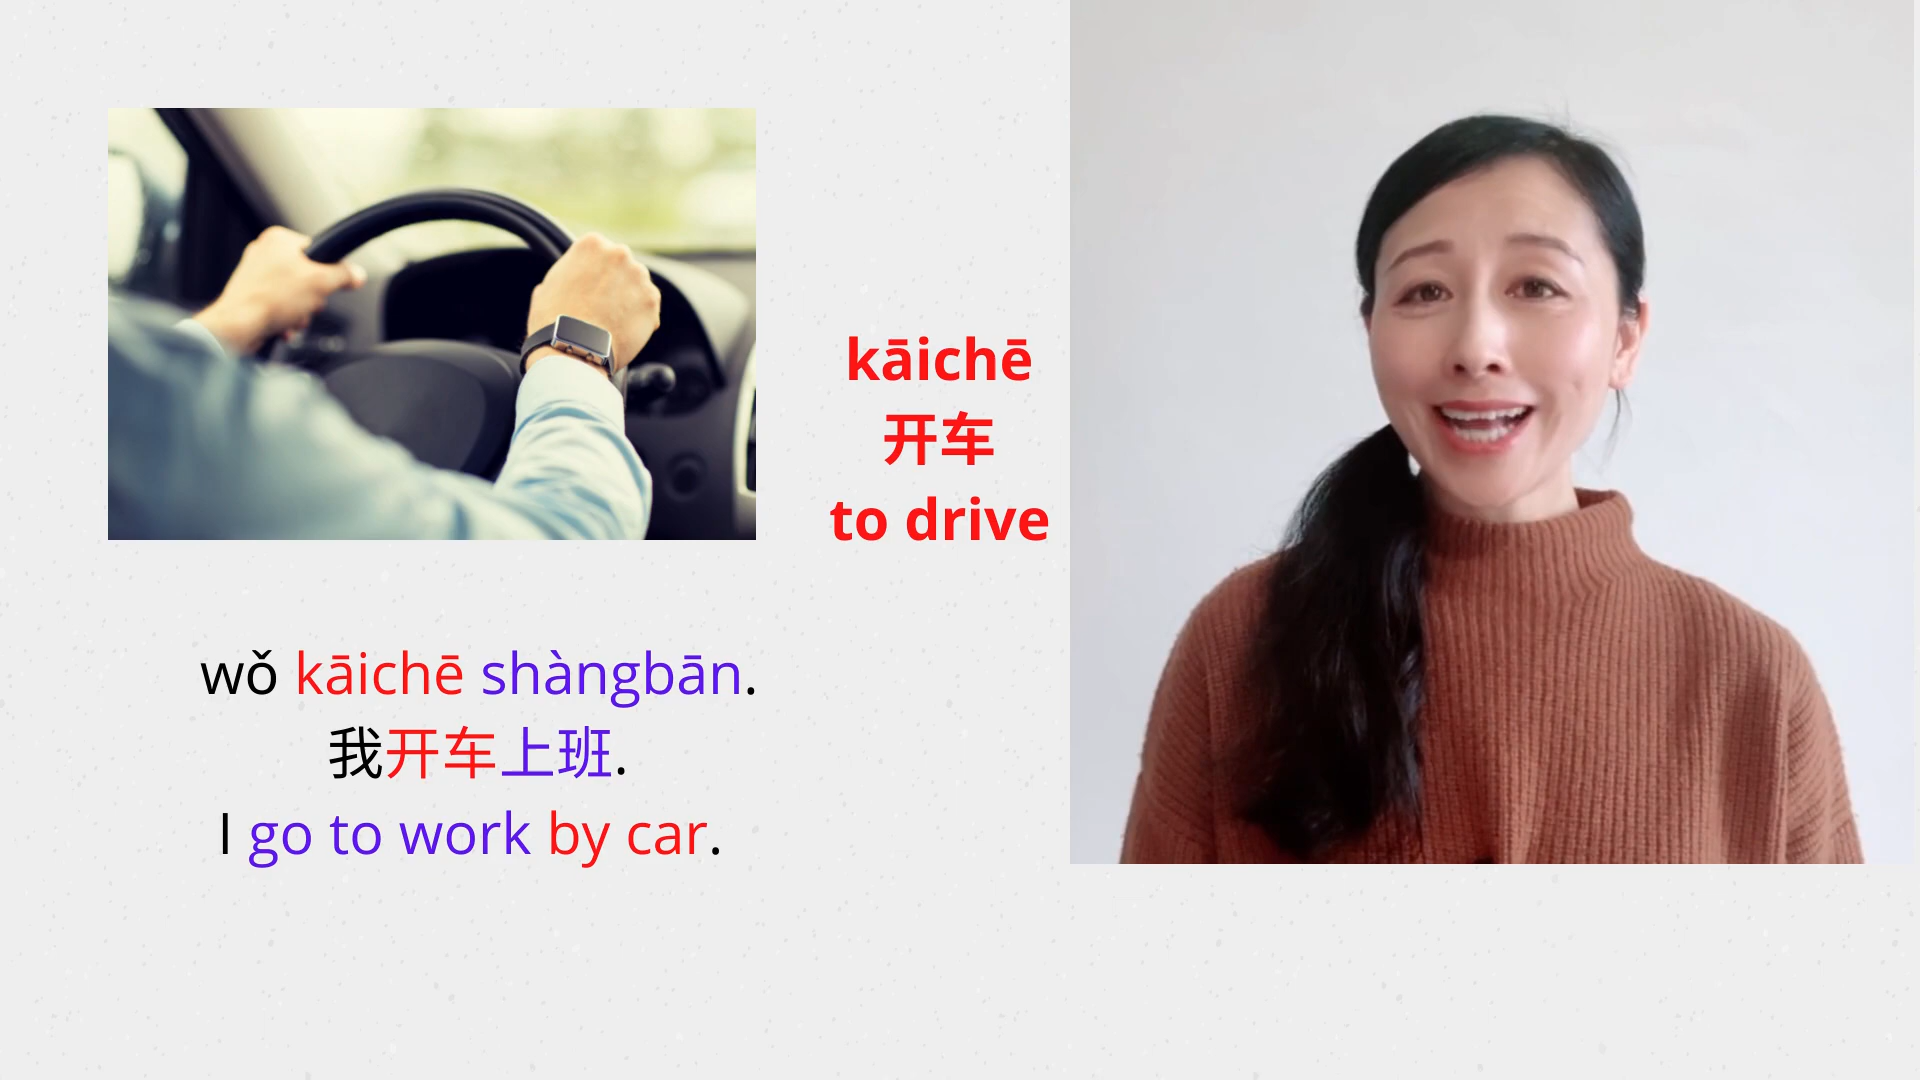 kāichē
开车
to drive
wǒ kāichē shàngbān.
我开车上班.
I go to work by car.